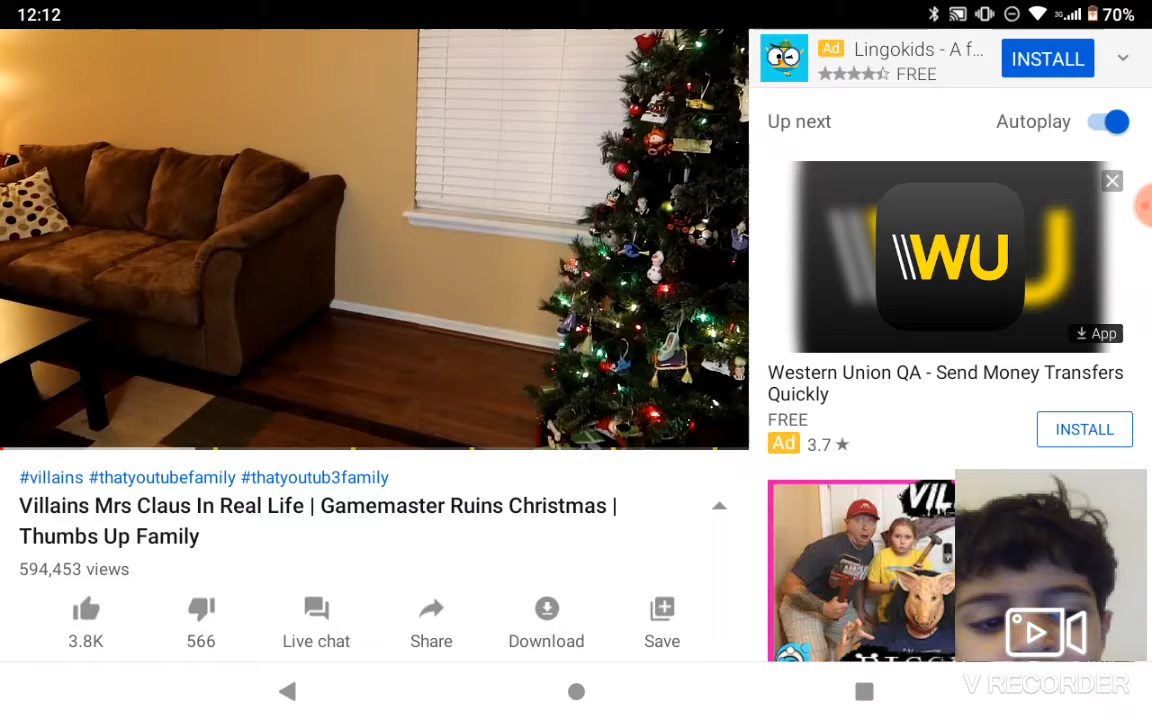 12:12
3G 70%
Ad Lingokids - A f...
FREE
INSTALL
Up next
Autoplay
WU
App
Western Union QA - Send Money Transfers
Quickly
FREE
Ad 3.7 ★
INSTALL
#villains #thatyoutubefamily #thatyoutub3family
Villains Mrs Claus In Real Life | Gamemaster Ruins Christmas |
Thumbs Up Family
594,453 views
3.8K
566
Live chat
Share
Download
Save
VIL
V RECORDER